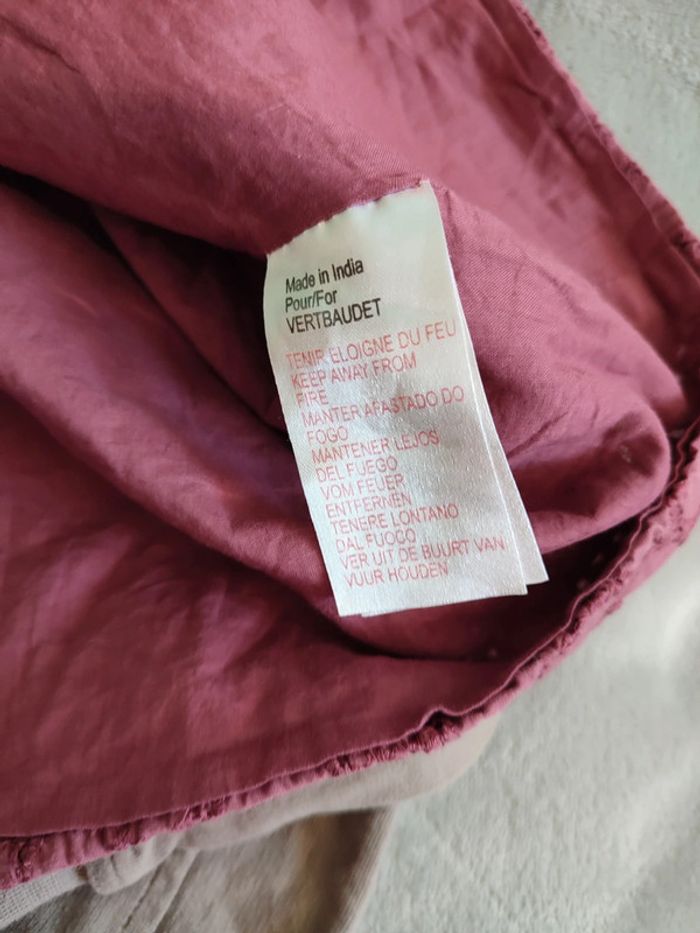 Made in India
Pour/For
VERTBAUDET
TENIR ELOIGNE DU FEU
KEEP AWAY FROM
FIRE
MANTER AFASTADO DO
FOGO
MANTENER LEJOS
DEL FUEGO
VOM FEUER
ENTFERNEN
TENERE LONTANO
DAL FUOCO
VER UIT DE BUURT VAN
VUUR HOUDEN